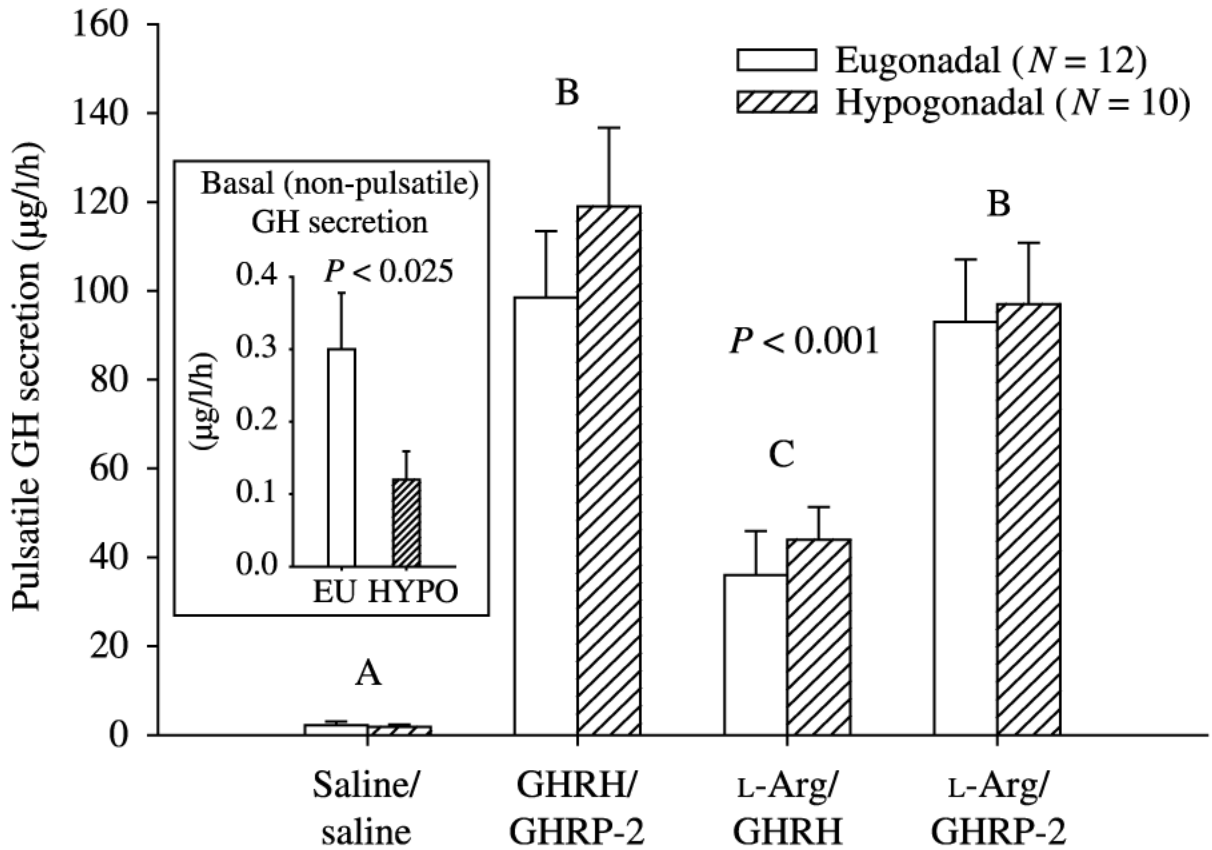 Pulsatile GH secretion (µg/l/h)
160
140
120
100
80
60
40
20
0
Eugonadal (N = 12)
Hypogonadal (N = 10)
Basal (non-pulsatile)
GH secretion
P < 0.025
(µg/l/h)
0.4
0.3
0.2
0.1
0.0
EU HYPO
A
B
C
B
P < 0.001
Saline/
saline
GHRH/
GHRP-2
L-Arg/
GHRH
L-Arg/
GHRP-2